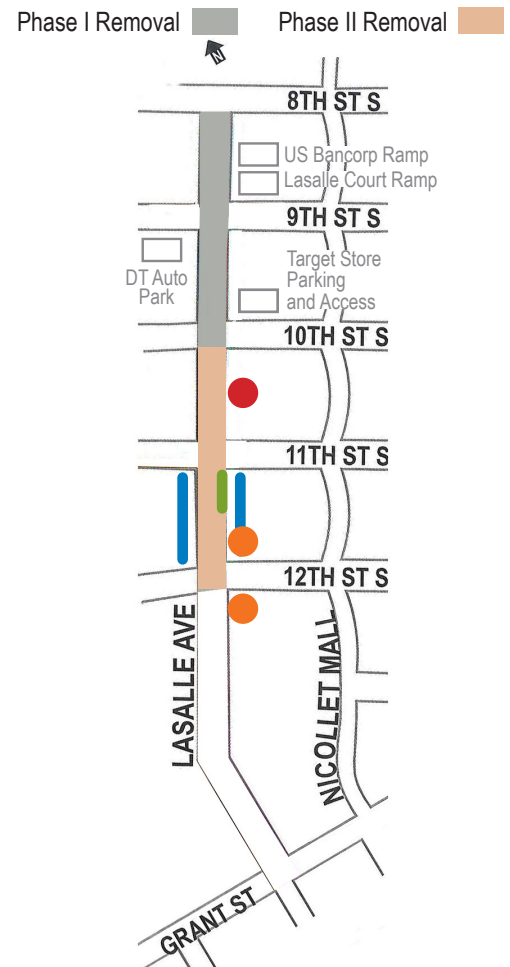 Phase I Removal
Phase II Removal
N
8TH ST S
US Bancorp Ramp
Lasalle Court Ramp
9TH ST S
DT Auto
Park
Target Store
Parking
and Access
10TH ST S
11TH ST S
12TH ST S
LASALLE AVE
NICOLLET MALL
GRANT ST